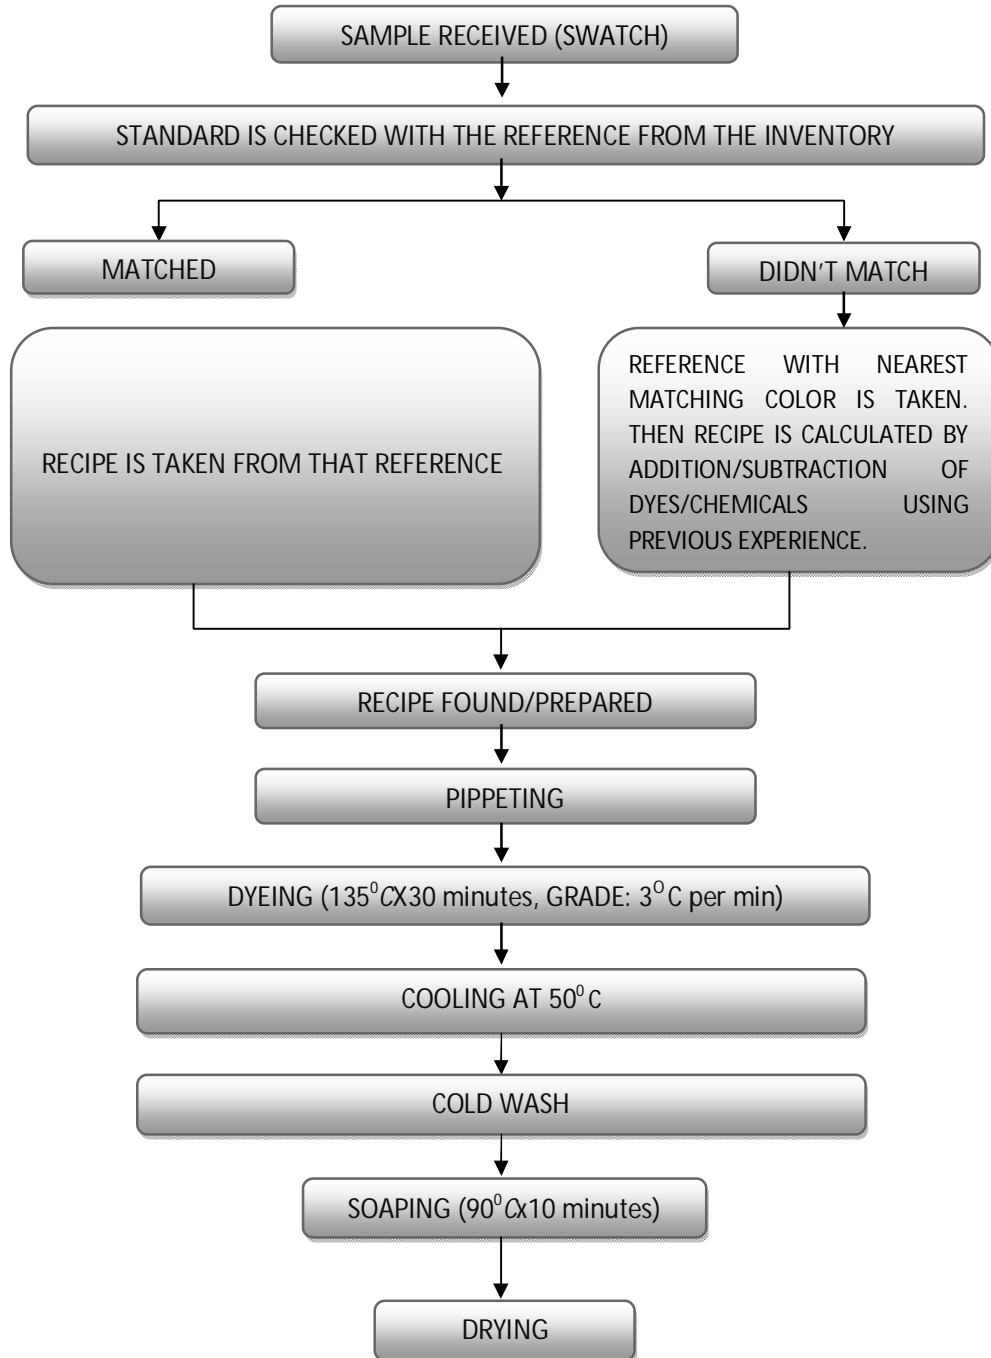 SAMPLE RECEIVED (SWATCH)
STANDARD IS CHECKED WITH THE REFERENCE FROM THE INVENTORY
MATCHED
DIDN'T MATCH
RECIPE IS TAKEN FROM THAT REFERENCE
REFERENCE WITH NEAREST
MATCHING COLOR IS TAKEN.
THEN RECIPE IS CALCULATED BY
ADDITION/SUBTRACTION OF
DYES/CHEMICALS USING
PREVIOUS EXPERIENCE.
RECIPE FOUND/PREPARED
PIPPETING
DYEING (135⁰CX30 minutes, GRADE: 3ᴼC per min)
COOLING AT 50⁰ C
COLD WASH
SOAPING (90⁰Cx10 minutes)
DRYING